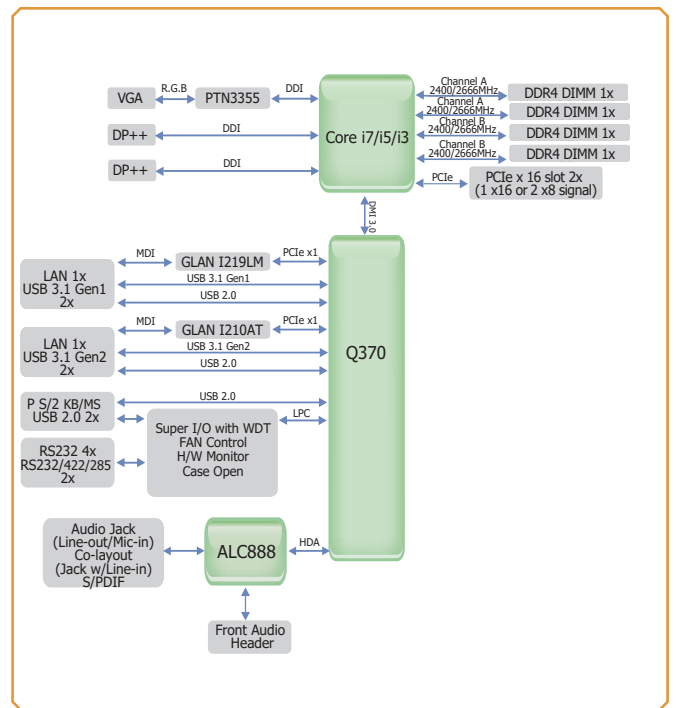 VGA
R.G.B
PTN3355
DDI
DP++
DDI
DP++
DDI
Core i7/i5/i3
Channel A
2400/2666MHz
DDR4 DIMM 1x
Channel A
2400/2666MHz
DDR4 DIMM 1x
Channel B
2400/2666MHz
DDR4 DIMM 1x
Channel B
2400/2666MHz
DDR4 DIMM 1x
PCIe
PCIe x 16 slot 2x
(1 x16 or 2 x8 signal)
DMI 3.0
LAN 1x
USB 3.1 Gen1
2x
MDI
GLAN I219LM
PCIe x1
USB 3.1 Gen1
USB 2.0
LAN 1x
USB 3.1 Gen2
2x
MDI
GLAN I210AT
PCIe x1
USB 3.1 Gen2
USB 2.0
Q370
P S/2 KB/MS
USB 2.0 2x
USB 2.0
LPC
Super I/O with WDT
FAN Control
H/W Monitor
Case Open
RS232 4x
RS232/422/285
2x
Audio Jack
(Line-out/Mic-in)
Co-layout
(Jack w/Line-in)
S/PDIF
ALC888
HDA
Front Audio
Header